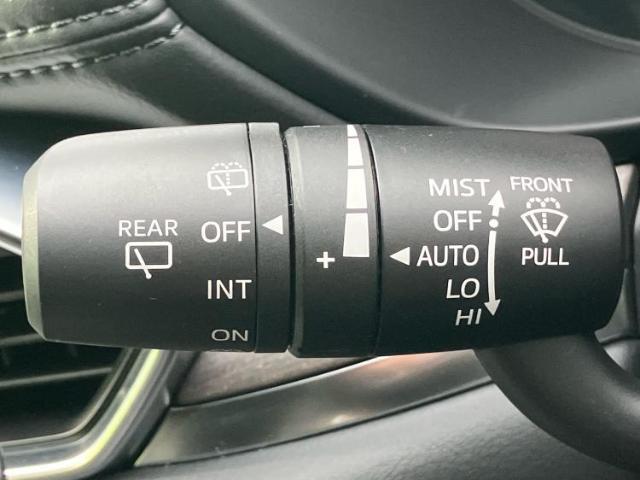 REAR
OFF
INT
ON
+
MIST
OFF
AUTO
LO
HI
FRONT
PULL